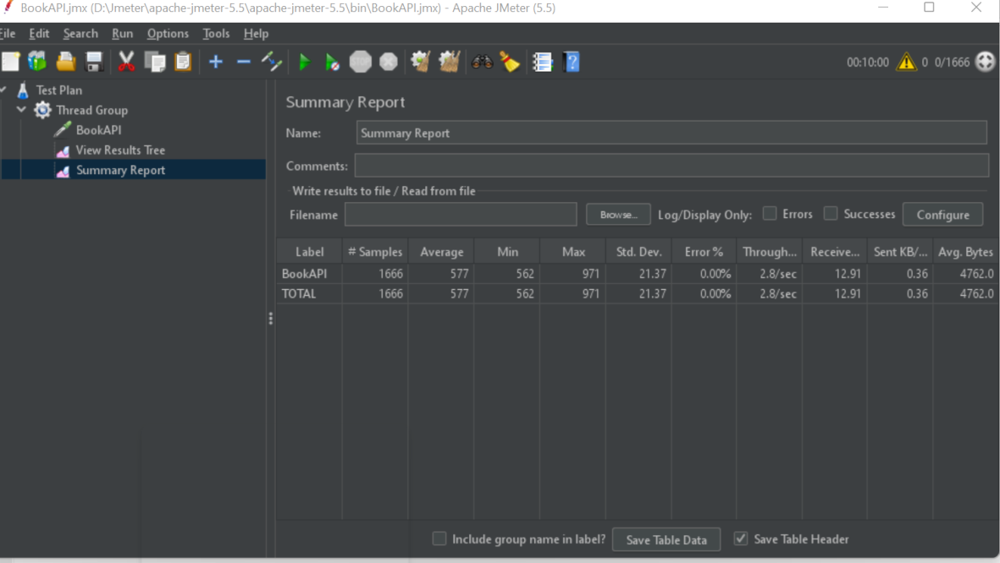 BookAPI.jmx (D:\Jmeter\apache-jmeter-5.5\apache-jmeter-5.5\bin\BookAPI.jmx) - Apache JMeter (5.5)
File Edit Search Run Options Tools Help
STOP 00:10:00 0 0/1666
Test Plan
Thread Group
BookAPI
View Results Tree
Summary Report
Summary Report
Name: Summary Report
Comments:
Write results to file / Read from file
Filename Browse... Log/Display Only: Errors Successes Configure
Label # Samples Average Min Max Std. Dev. Error % Through... Receive... Sent KB/... Avg. Bytes
BookAPI 1666 577 562 971 21.37 0.00% 2.8/sec 12.91 0.36 4762.0
TOTAL 1666 577 562 971 21.37 0.00% 2.8/sec 12.91 0.36 4762.0
Include group name in label? Save Table Data Save Table Header